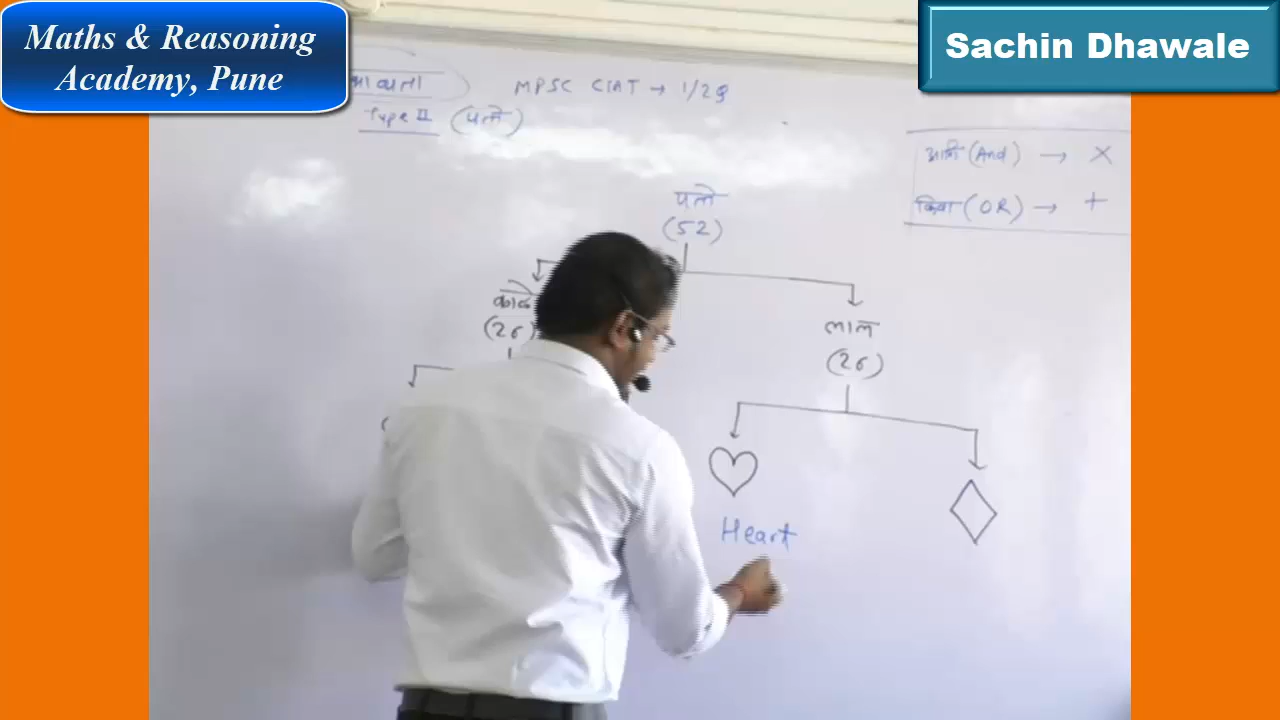 Maths & Reasoning
Academy, Pune
Sachin Dhawale
MPSC CSAT → 1/2Q
Type II (पत्ते)
आणि (And) → ×
किंवा (OR) → +
पत्ते
(52)
(26)
लाल
(26)
Heart